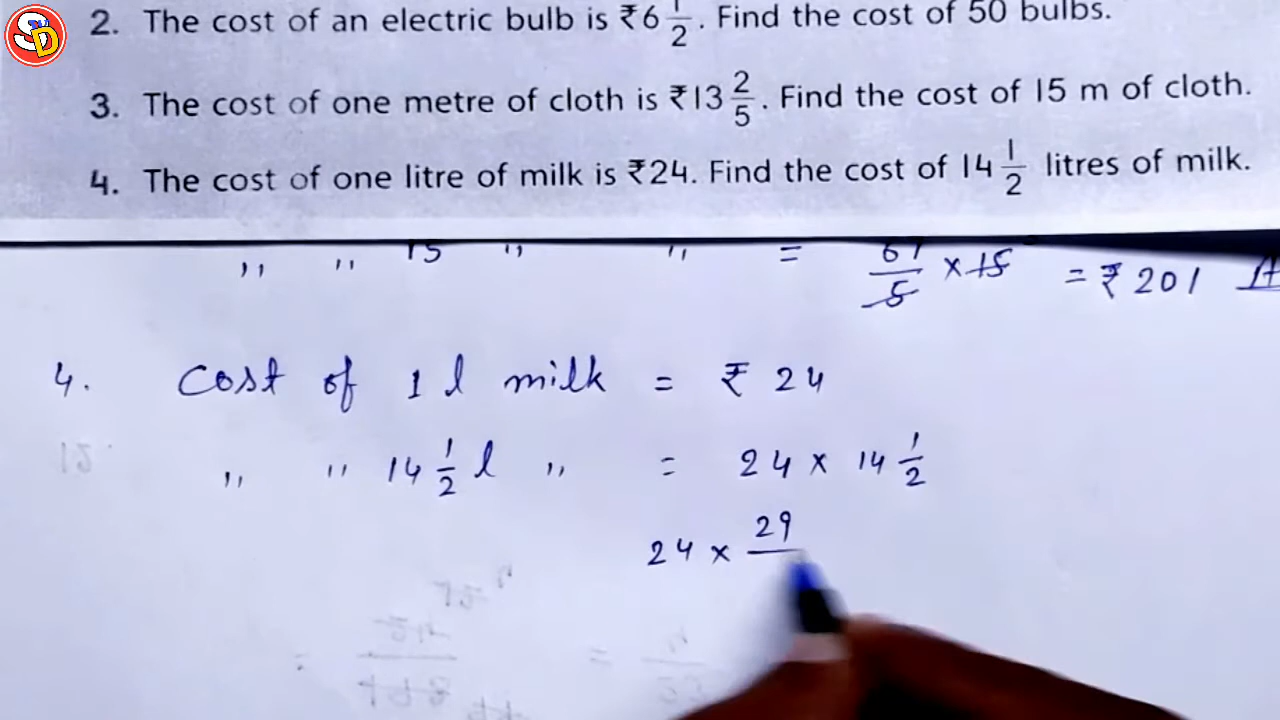 SD
2. The cost of an electric bulb is ₹6 1/2. Find the cost of 50 bulbs.
3. The cost of one metre of cloth is ₹13 2/5. Find the cost of 15 m of cloth.
4. The cost of one litre of milk is ₹24. Find the cost of 14 1/2 litres of milk.
,, ,, 15 ,, ,, = 67/5 × 15 = ₹ 201
4. Cost of 1 l milk = ₹ 24
,, ,, 14 1/2 l ,, = 24 × 14 1/2
24 × 29